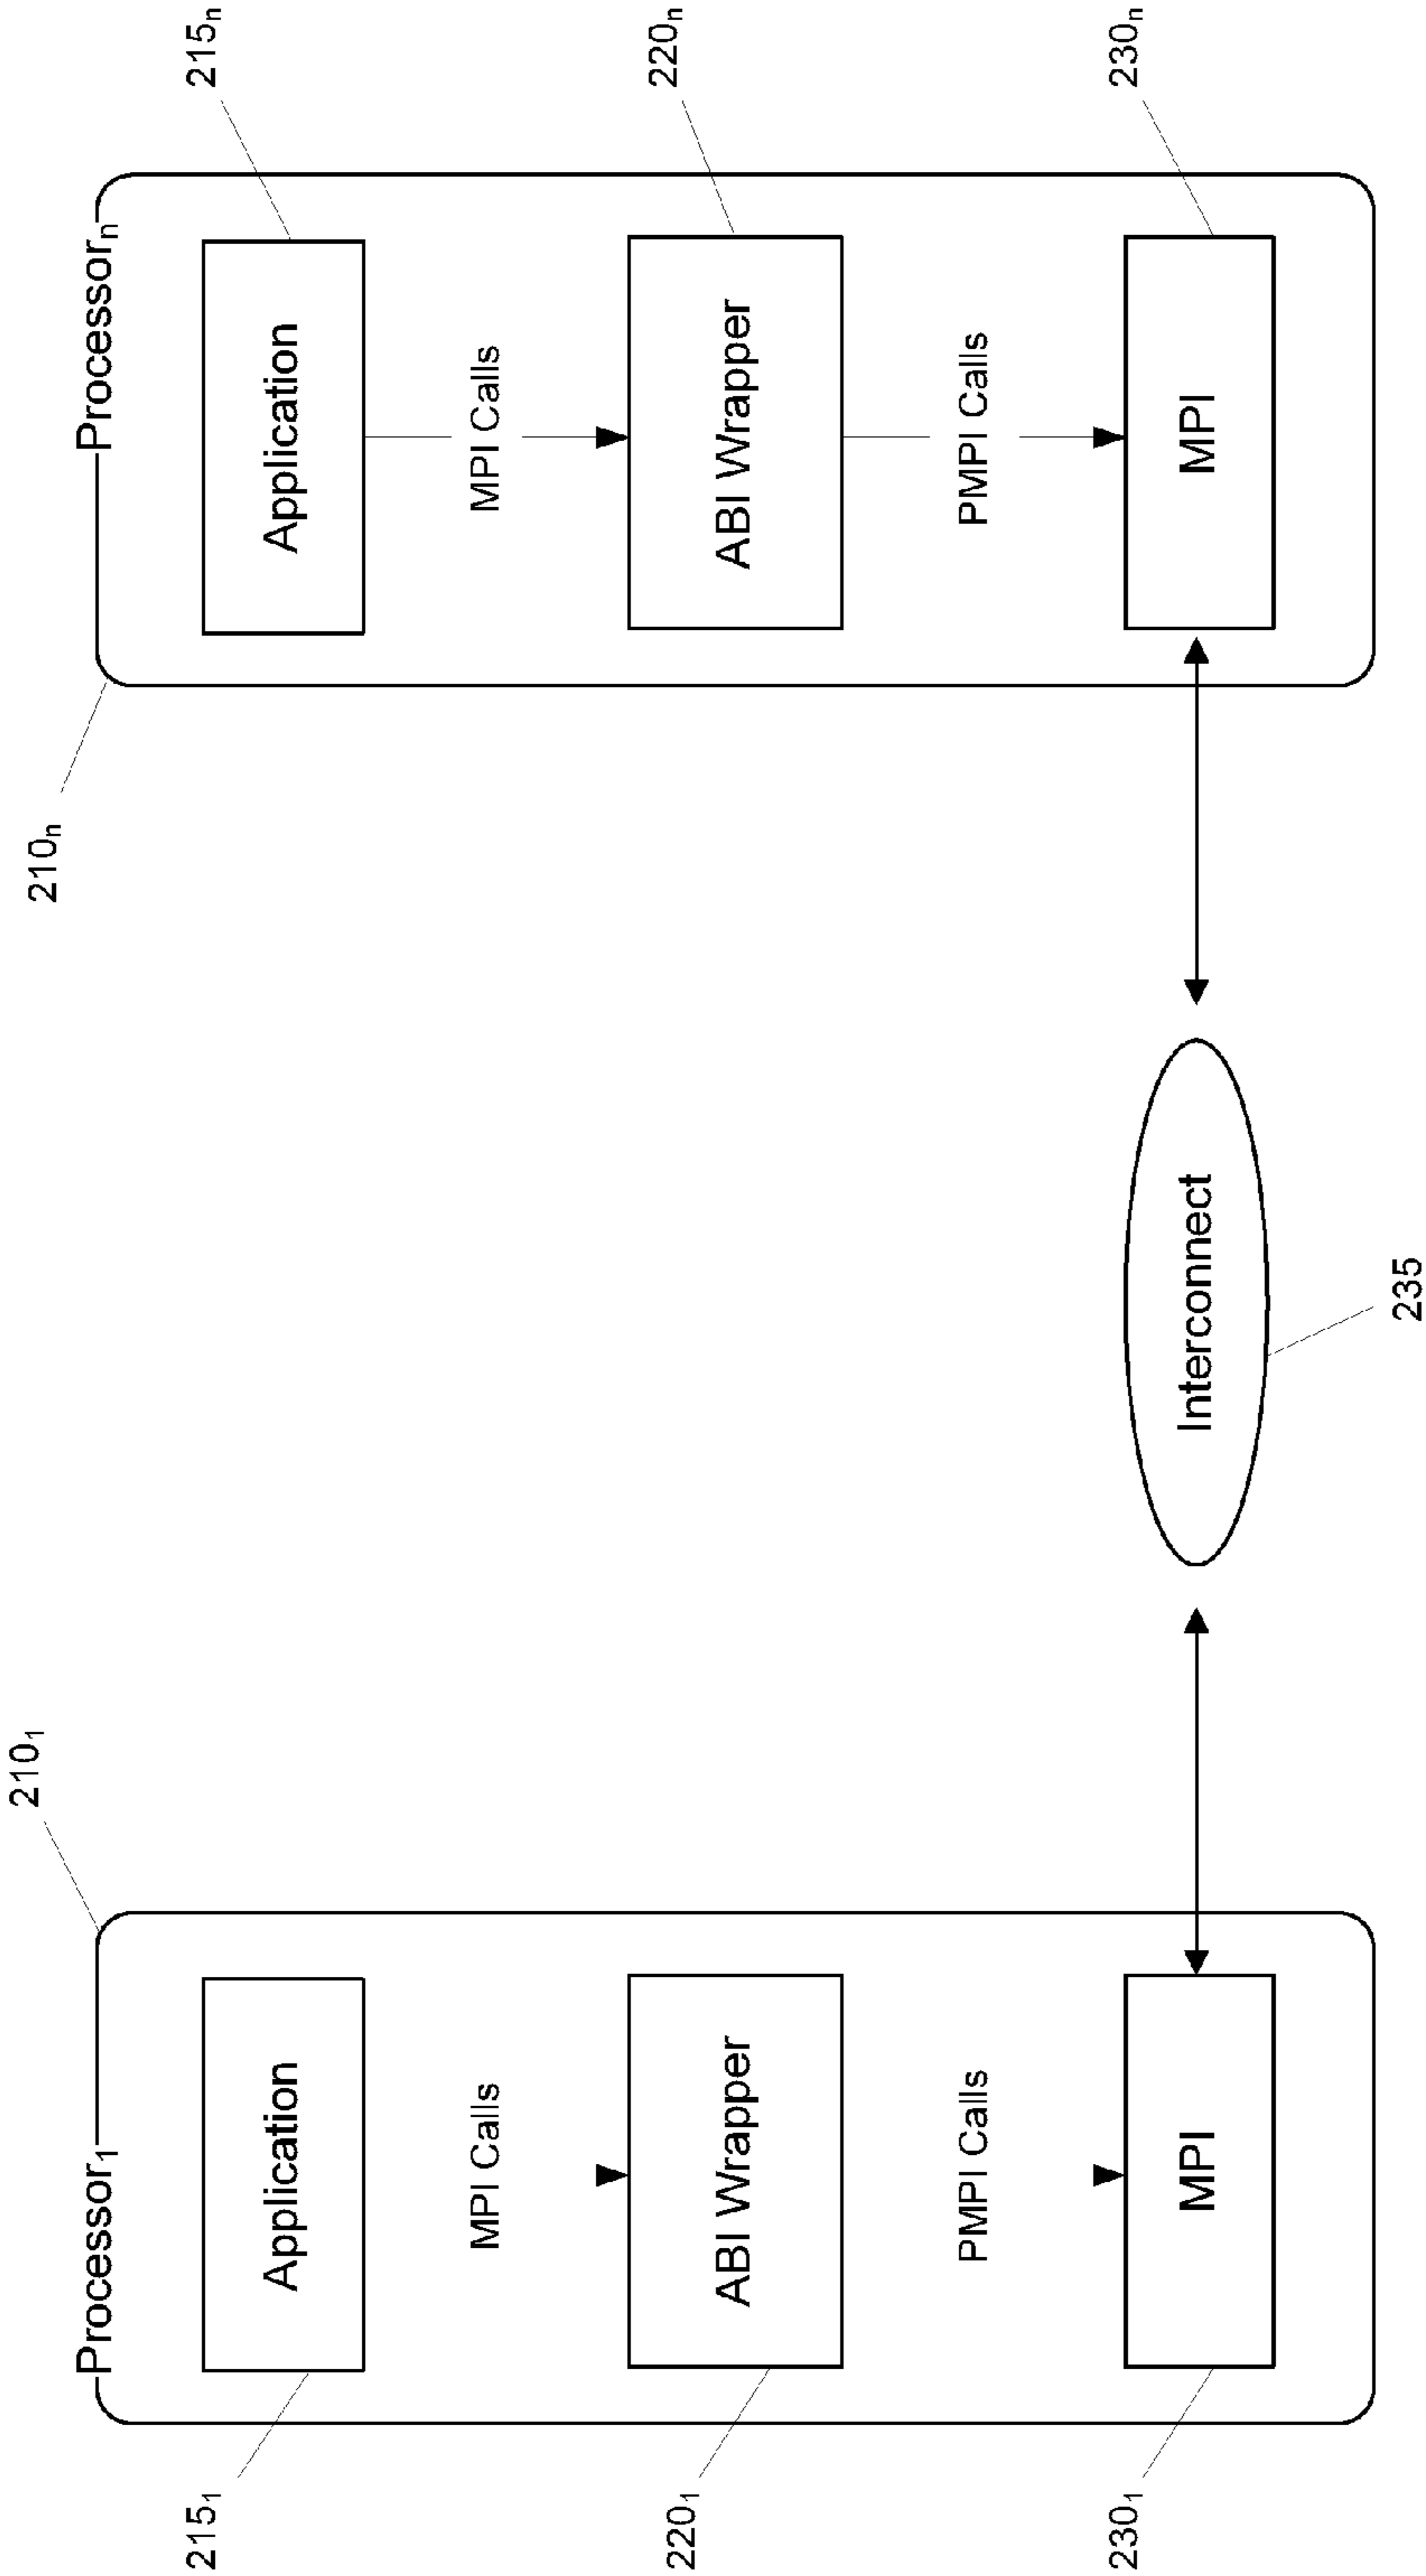 210₁
Processor₁
215₁
Application
MPI Calls
220₁
ABI Wrapper
PMPI Calls
230₁
MPI
Interconnect
235
210ₙ
Processorₙ
215ₙ
Application
MPI Calls
220ₙ
ABI Wrapper
PMPI Calls
230ₙ
MPI